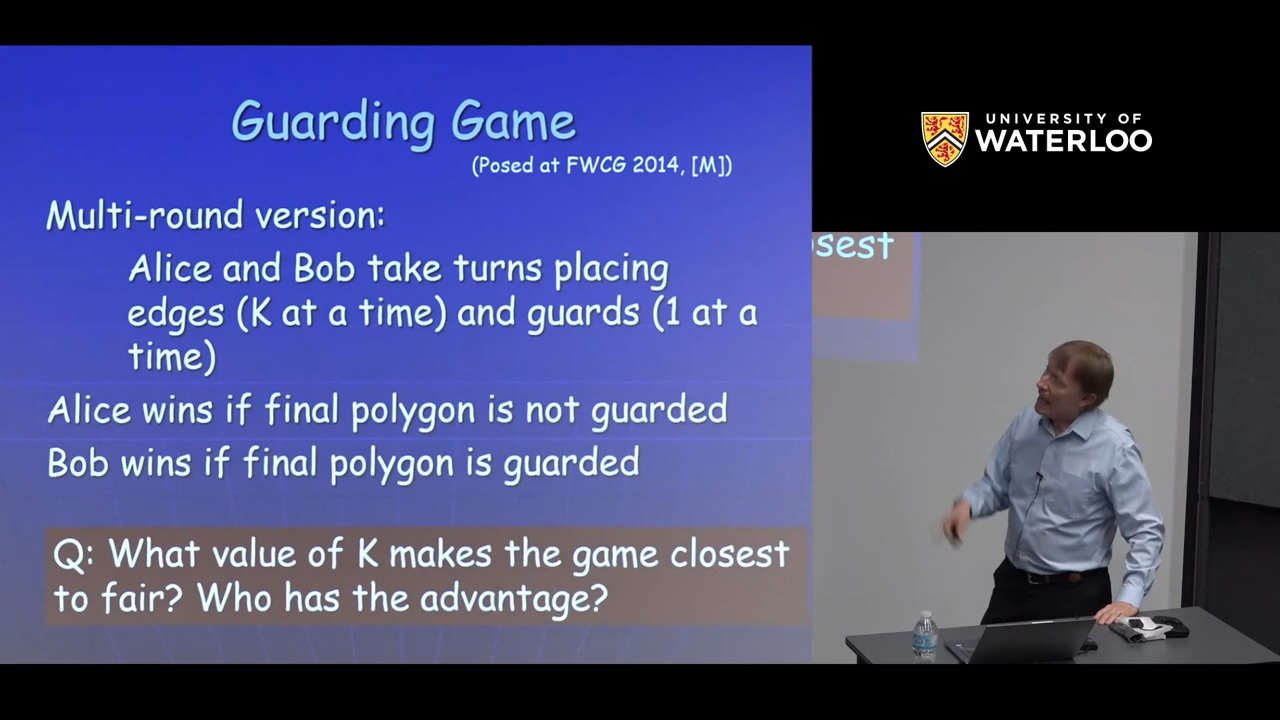 Guarding Game
(Posed at FWCG 2014, [M])
Multi-round version:
Alice and Bob take turns placing
edges (K at a time) and guards (1 at a
time)
Alice wins if final polygon is not guarded
Bob wins if final polygon is guarded
Q: What value of K makes the game closest
to fair? Who has the advantage?
UNIVERSITY OF
WATERLOO